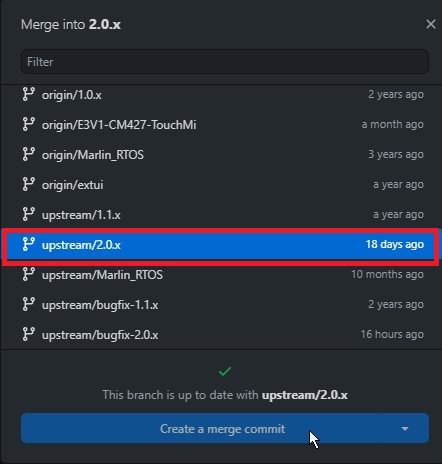 Merge into 2.0.x
Filter
origin/1.0.x 2 years ago
origin/E3V1-CM427-TouchMi a month ago
origin/Marlin_RTOS 3 years ago
origin/extui a year ago
upstream/1.1.x a year ago
upstream/2.0.x 18 days ago
upstream/Marlin_RTOS 10 months ago
upstream/bugfix-1.1.x 2 years ago
upstream/bugfix-2.0.x 16 hours ago
This branch is up to date with upstream/2.0.x
Create a merge commit